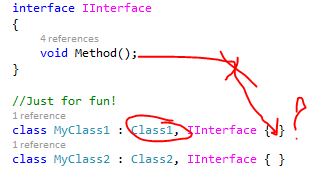 interface IInterface
{
4 references
void Method();
}
//Just for fun!
1 reference
class MyClass1 : Class1, IInterface { }
1 reference
class MyClass2 : Class2, IInterface { }
?